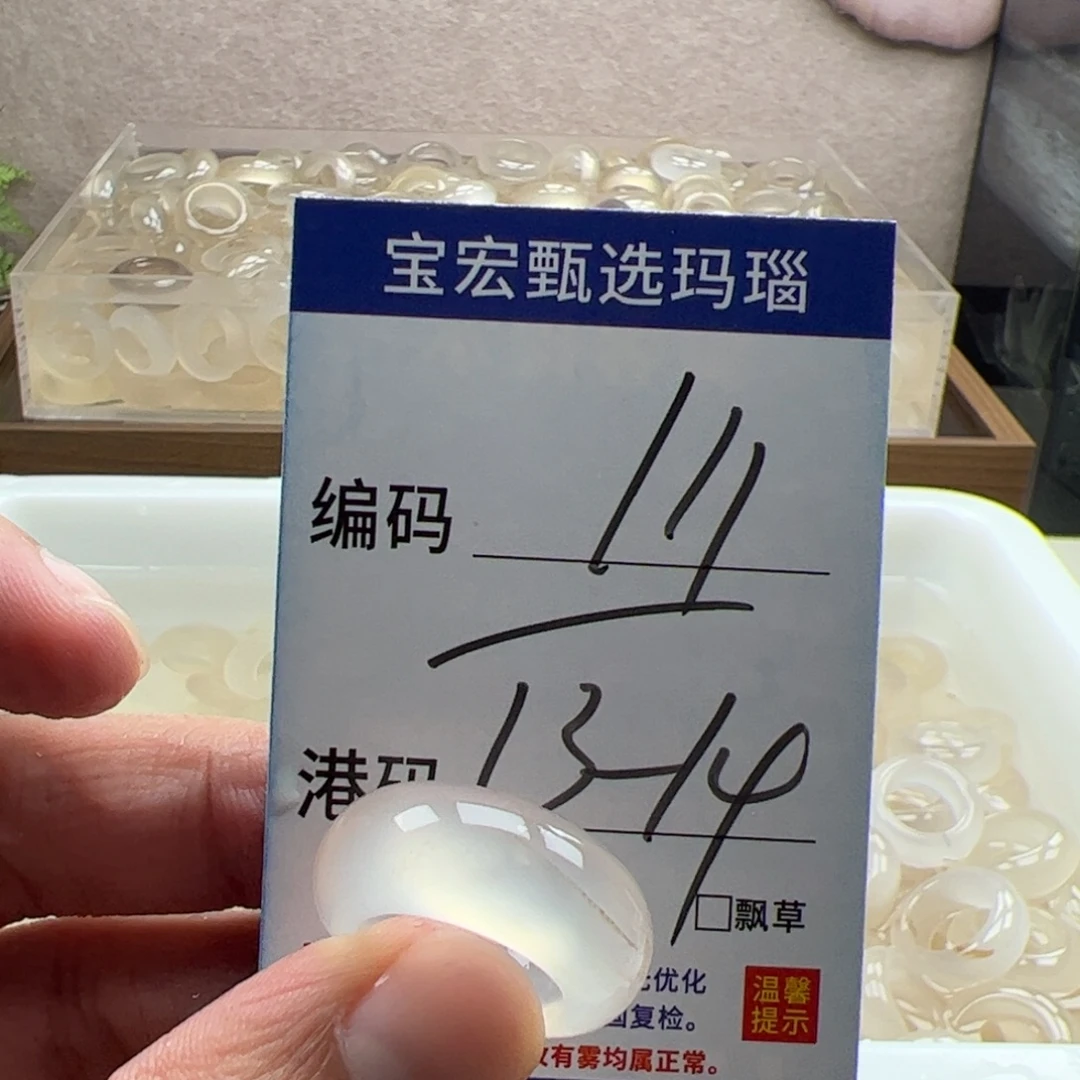 宝宏甄选玛瑙
编码 111
港码 13-14
□飘草
优化
温馨
复检。
提示
有雾均属正常。